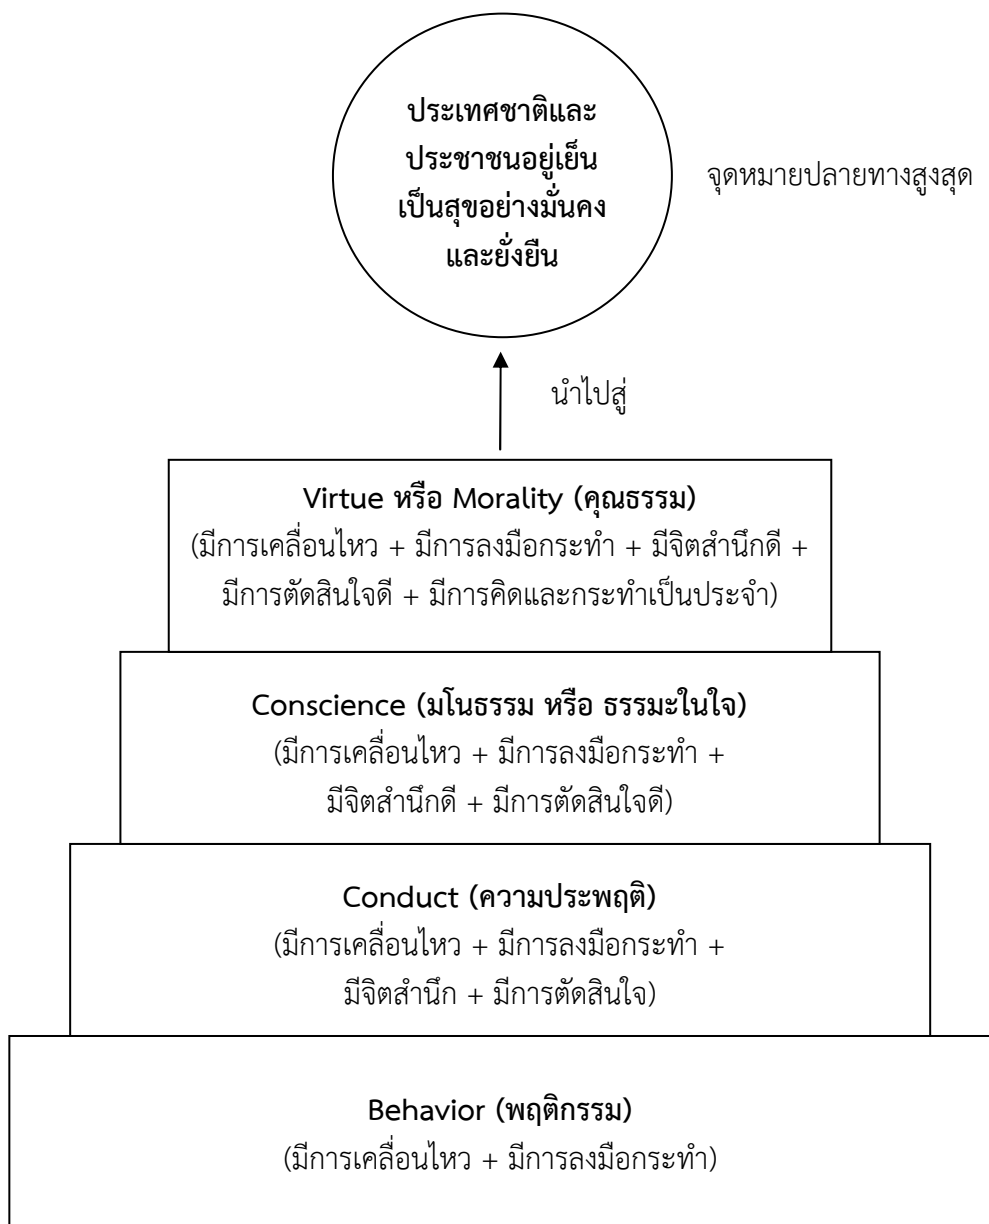 ประเทศชาติและ
ประชาชนอยู่เย็น
เป็นสุขอย่างมั่นคง
และยั่งยืน
จุดหมายปลายทางสูงสุด
นำไปสู่
Virtue หรือ Morality (คุณธรรม)
(มีการเคลื่อนไหว + มีการลงมือกระทำ + มีจิตสำนึกดี +
มีการตัดสินใจดี + มีการคิดและกระทำเป็นประจำ)
Conscience (มโนธรรม หรือ ธรรมะในใจ)
(มีการเคลื่อนไหว + มีการลงมือกระทำ +
มีจิตสำนึกดี + มีการตัดสินใจดี)
Conduct (ความประพฤติ)
(มีการเคลื่อนไหว + มีการลงมือกระทำ +
มีจิตสำนึก + มีการตัดสินใจ)
Behavior (พฤติกรรม)
(มีการเคลื่อนไหว + มีการลงมือกระทำ)